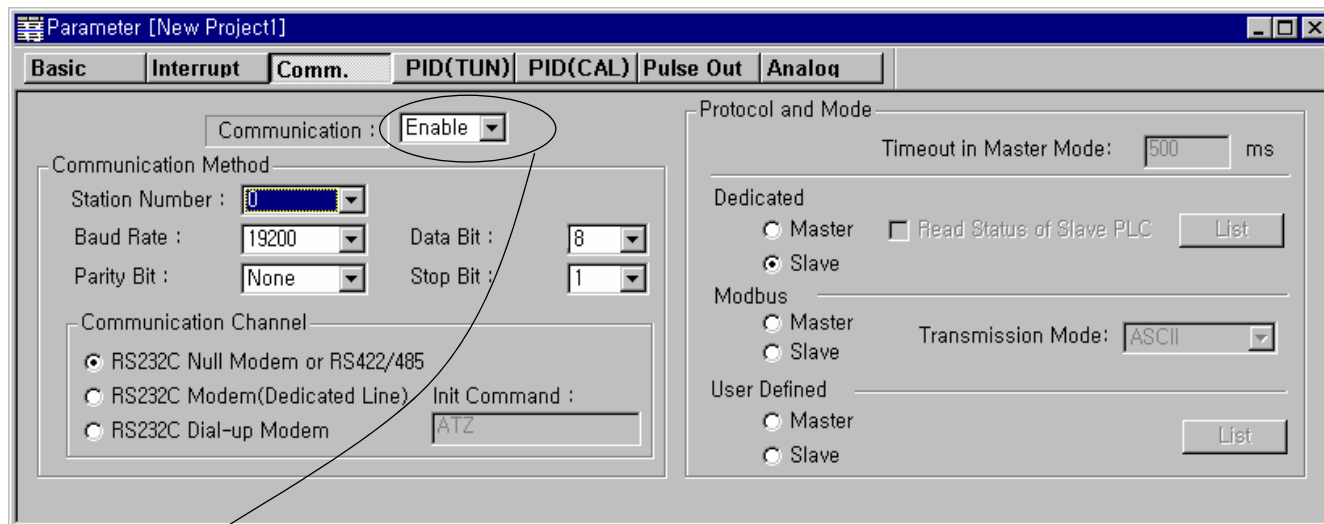 Parameter [New Project1]
Basic Interrupt Comm. PID(TUN) PID(CAL) Pulse Out Analog
Communication : Enable
Communication Method
Station Number : 0
Baud Rate : 19200 Data Bit : 8
Parity Bit : None Stop Bit : 1
Communication Channel
RS232C Null Modem or RS422/485
RS232C Modem(Dedicated Line) Init Command :
RS232C Dial-up Modem ATZ
Protocol and Mode
Timeout in Master Mode: 500 ms
Dedicated
Master Read Status of Slave PLC List
Slave
Modbus
Master
Transmission Mode: ASCII
Slave
User Defined
Master
List
Slave